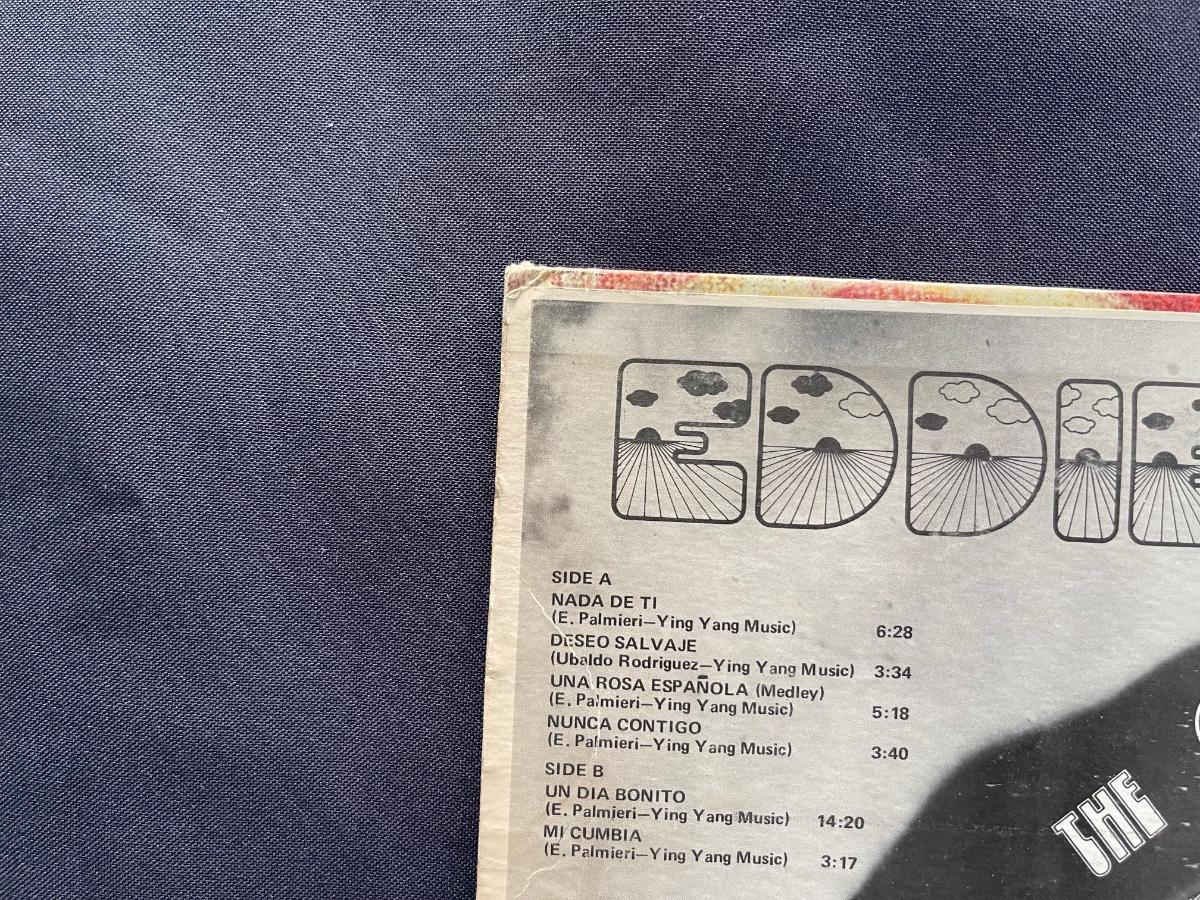 EDDIE
SIDE A
NADA DE TI
(E. Palmieri—Ying Yang Music) 6:28
DESEO SALVAJE
(Ubaldo Rodriguez—Ying Yang Music) 3:34
UNA ROSA ESPAÑOLA (Medley)
(E. Palmieri—Ying Yang Music) 5:18
NUNCA CONTIGO
(E. Palmieri—Ying Yang Music) 3:40
SIDE B
UN DIA BONITO
(E. Palmieri—Ying Yang Music) 14:20
MI CUMBIA
(E. Palmieri—Ying Yang Music) 3:17
THE